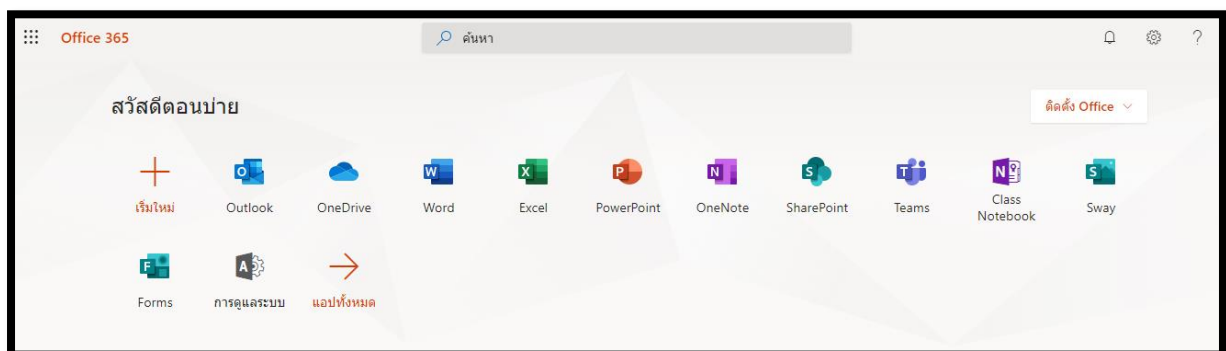 Office 365
ค้นหา
สวัสดีตอนบ่าย
ติดตั้ง Office
เริ่มใหม่
Outlook
OneDrive
Word
Excel
PowerPoint
OneNote
SharePoint
Teams
Class
Notebook
Sway
Forms
การดูแลระบบ
แอปทั้งหมด